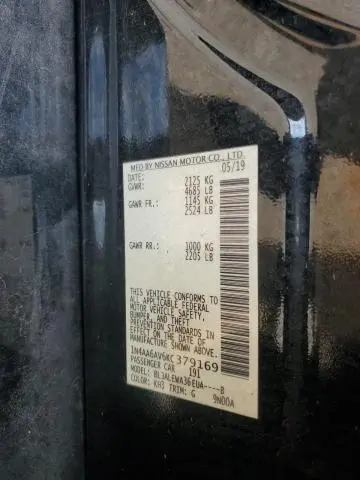 MFD BY NISSAN MOTOR CO., LTD.
DATE: 05/19
GVWR: 2125 KG
4685 LB
GAWR FR.: 1145 KG
2524 LB
GAWR RR.: 1000 KG
2205 LB
THIS VEHICLE CONFORMS TO
ALL APPLICABLE FEDERAL
MOTOR VEHICLE SAFETY,
BUMPER, AND THEFT
PREVENTION STANDARDS IN
EFFECT ON THE DATE OF
MANUFACTURE SHOWN
ABOVE.
1N4AA6AV6KC379169
PASSENGER CAR 191
MODEL: BL3ALEWA36EUA----B
COLOR: KH3 TRIM: G 9N00A